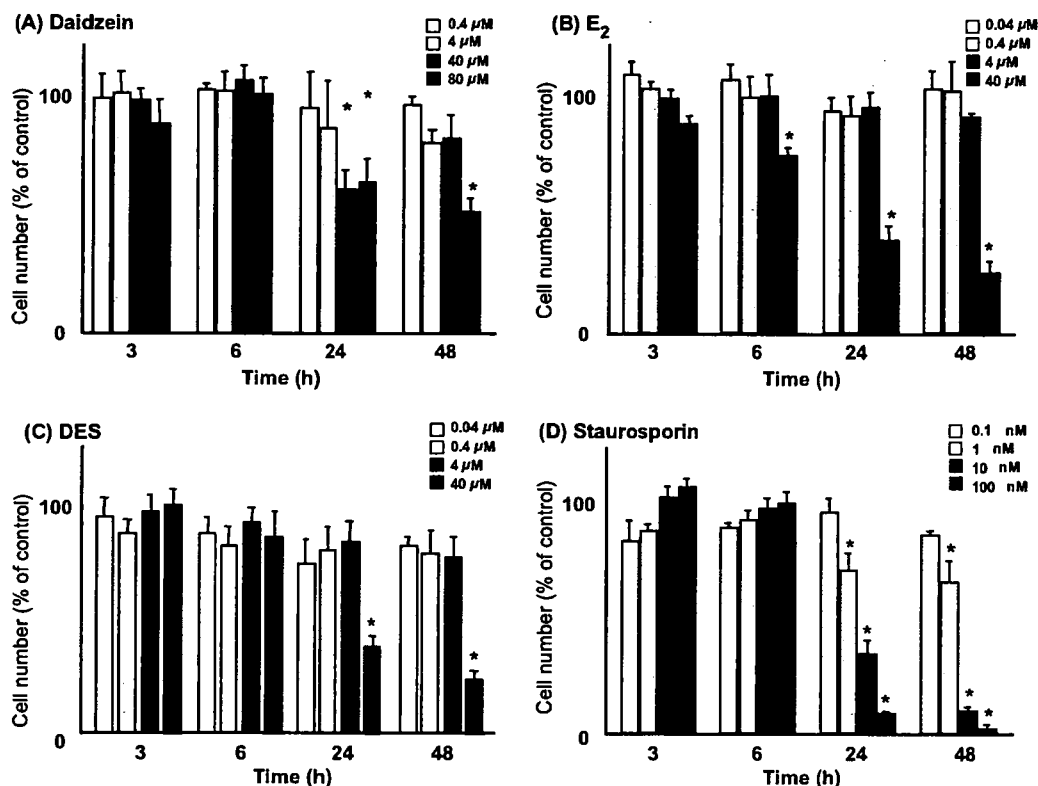 (A) Daidzein
0.4 µM
4 µM
40 µM
80 µM
Cell number (% of control)
100
0
* *
*
3 6 24 48
Time (h)
(B) E2
0.04 µM
0.4 µM
4 µM
40 µM
Cell number (% of control)
100
0
*
*
*
3 6 24 48
Time (h)
(C) DES
0.04 µM
0.4 µM
4 µM
40 µM
Cell number (% of control)
100
0
*
*
3 6 24 48
Time (h)
(D) Staurosporin
0.1 nM
1 nM
10 nM
100 nM
Cell number (% of control)
100
0
* *
* *
* *
3 6 24 48
Time (h)